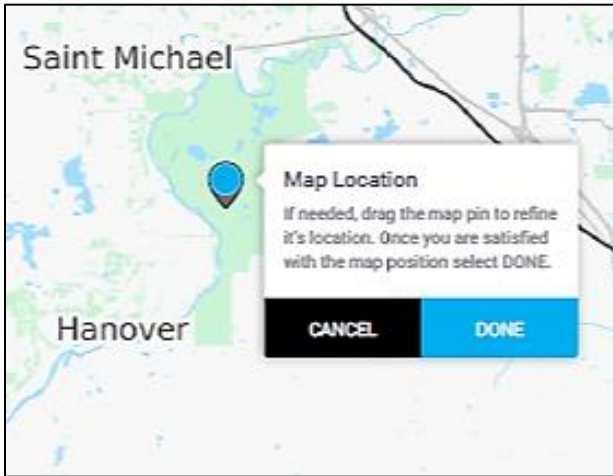 Saint Michael
Map Location
If needed, drag the map pin to refine
it's location. Once you are satisfied
with the map position select DONE.
Hanover
CANCEL
DONE